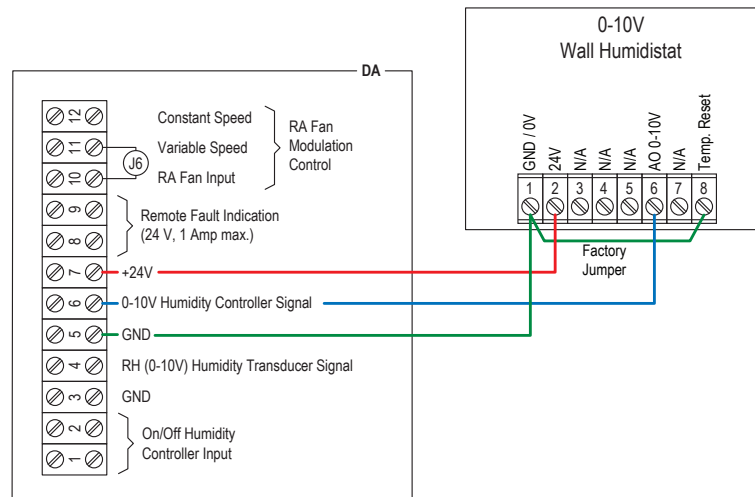 0-10V
Wall Humidistat
GND / 0V
24V
N/A
N/A
N/A
AO 0-10V
N/A
Temp. Reset
1 2 3 4 5 6 7 8
Factory
Jumper
DA
12 Constant Speed
11 Variable Speed
10 RA Fan Input
J6
RA Fan
Modulation
Control
9
8
Remote Fault Indication
(24 V, 1 Amp max.)
7 +24V
6 0-10V Humidity Controller Signal
5 GND
4 RH (0-10V) Humidity Transducer Signal
3 GND
2
1
On/Off Humidity
Controller Input